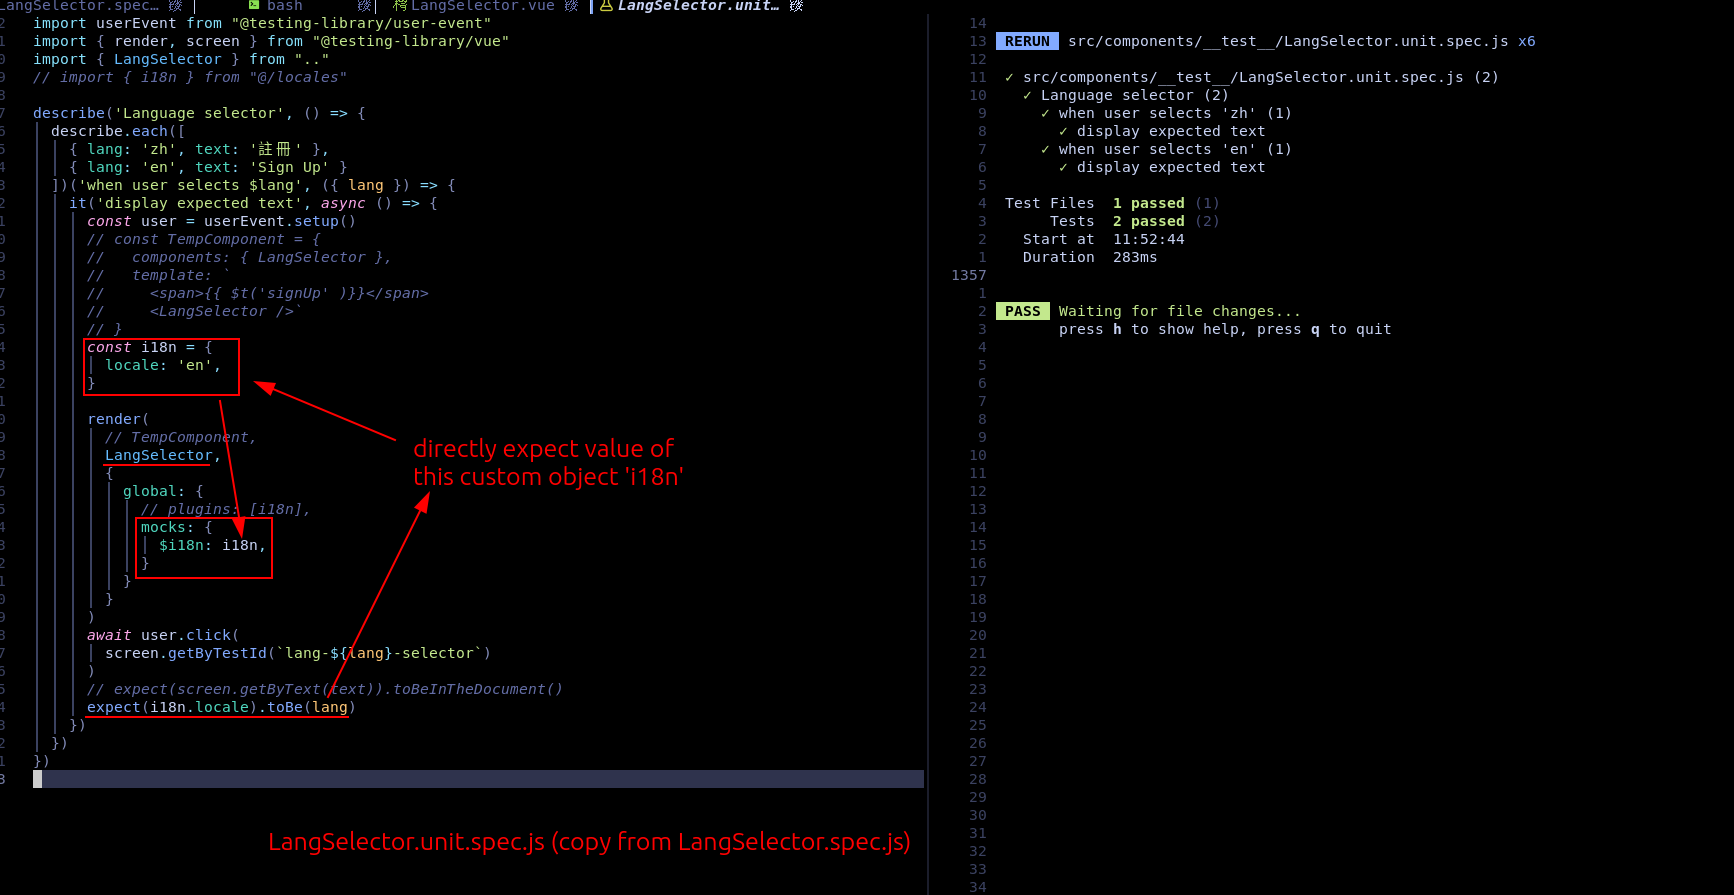 LangSelector.spec… bash LangSelector.vue LangSelector.unit…
2 import userEvent from "@testing-library/user-event"
1 import { render, screen } from "@testing-library/vue"
0 import { LangSelector } from ".."
9 // import { i18n } from "@/locales"
8
7 describe('Language selector', () => {
6 describe.each([
5 { lang: 'zh', text: '註冊' },
4 { lang: 'en', text: 'Sign Up' }
3 ])('when user selects $lang', ({ lang }) => {
2 it('display expected text', async () => {
1 const user = userEvent.setup()
0 // const TempComponent = {
9 //   components: { LangSelector },
8 //   template: `
7 //     <span>{{ $t('signUp' )}}</span>
6 //     <LangSelector />`
5 // }
4 const i18n = {
3 locale: 'en',
2 }
1
0 render(
9 // TempComponent,
8 LangSelector,
7 {
6 global: {
5 // plugins: [i18n],
4 mocks: {
3 $i18n: i18n,
2 }
1 }
0 }
9 )
8 await user.click(
7 screen.getByTestId(`lang-${lang}-selector`)
6 )
5 // expect(screen.getByText(text)).toBeInTheDocument()
4 expect(i18n.locale).toBe(lang)
3 })
2 })
1 })
3
directly expect value of
this custom object 'i18n'
LangSelector.unit.spec.js (copy from LangSelector.spec.js)
14
13 RERUN src/components/__test__/LangSelector.unit.spec.js x6
12
11 ✓ src/components/__test__/LangSelector.unit.spec.js (2)
10 ✓ Language selector (2)
9 ✓ when user selects 'zh' (1)
8 ✓ display expected text
7 ✓ when user selects 'en' (1)
6 ✓ display expected text
5
4 Test Files 1 passed (1)
3 Tests 2 passed (2)
2 Start at 11:52:44
1 Duration 283ms
1357
1
2 PASS Waiting for file changes...
3 press h to show help, press q to quit
4
5
6
7
8
9
10
11
12
13
14
15
16
17
18
19
20
21
22
23
24
25
26
27
28
29
30
31
32
33
34